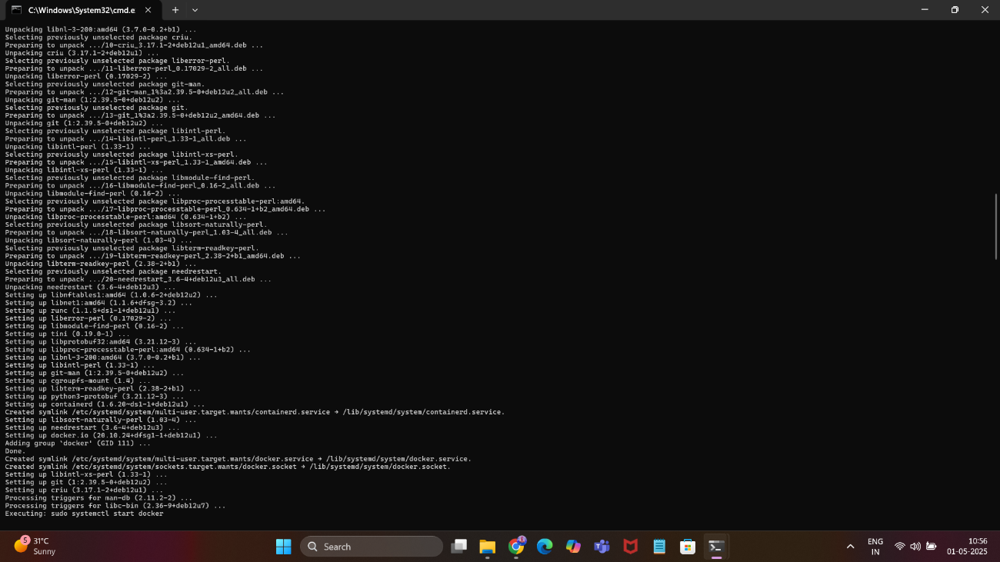 C:\Windows\System32\cmd.e
Unpacking libnl-3-200:amd64 (3.7.0-0.2+b1) ...
Selecting previously unselected package criu.
Preparing to unpack .../10-criu_3.17.1-2+deb12u1_amd64.deb ...
Unpacking criu (3.17.1-2+deb12u1) ...
Selecting previously unselected package liberror-perl.
Preparing to unpack .../11-liberror-perl_0.17029-2_all.deb ...
Unpacking liberror-perl (0.17029-2) ...
Selecting previously unselected package git-man.
Preparing to unpack .../12-git-man_1%3a2.39.5-0+deb12u2_all.deb ...
Unpacking git-man (1:2.39.5-0+deb12u2) ...
Selecting previously unselected package git.
Preparing to unpack .../13-git_1%3a2.39.5-0+deb12u2_amd64.deb ...
Unpacking git (1:2.39.5-0+deb12u2) ...
Selecting previously unselected package libintl-perl.
Preparing to unpack .../14-libintl-perl_1.33-1_all.deb ...
Unpacking libintl-perl (1.33-1) ...
Selecting previously unselected package libintl-xs-perl.
Preparing to unpack .../15-libintl-xs-perl_1.33-1_amd64.deb ...
Unpacking libintl-xs-perl (1.33-1) ...
Selecting previously unselected package libmodule-find-perl.
Preparing to unpack .../16-libmodule-find-perl_0.16-2_all.deb ...
Unpacking libmodule-find-perl (0.16-2) ...
Selecting previously unselected package libproc-processtable-perl:amd64.
Preparing to unpack .../17-libproc-processtable-perl_0.634-1+b2_amd64.deb ...
Unpacking libproc-processtable-perl:amd64 (0.634-1+b2) ...
Selecting previously unselected package libsort-naturally-perl.
Preparing to unpack .../18-libsort-naturally-perl_1.03-4_all.deb ...
Unpacking libsort-naturally-perl (1.03-4) ...
Selecting previously unselected package libterm-readkey-perl.
Preparing to unpack .../19-libterm-readkey-perl_2.38-2+b1_amd64.deb ...
Unpacking libterm-readkey-perl (2.38-2+b1) ...
Selecting previously unselected package needrestart.
Preparing to unpack .../20-needrestart_3.6-4+deb12u3_all.deb ...
Unpacking needrestart (3.6-4+deb12u3) ...
Setting up libnftables1:amd64 (1.0.6-2+deb12u2) ...
Setting up libnet1:amd64 (1.1.6+dfsg-3.2) ...
Setting up runc (1.1.5+ds1-1+deb12u1) ...
Setting up liberror-perl (0.17029-2) ...
Setting up libmodule-find-perl (0.16-2) ...
Setting up tini (0.19.0-1) ...
Setting up libprotobuf32:amd64 (3.21.12-3) ...
Setting up libproc-processtable-perl:amd64 (0.634-1+b2) ...
Setting up libnl-3-200:amd64 (3.7.0-0.2+b1) ...
Setting up libintl-perl (1.33-1) ...
Setting up git-man (1:2.39.5-0+deb12u2) ...
Setting up cgroupfs-mount (1.4) ...
Setting up libterm-readkey-perl (2.38-2+b1) ...
Setting up python3-protobuf (3.21.12-3) ...
Setting up containerd (1.6.20~ds1-1+deb12u1) ...
Created symlink /etc/systemd/system/multi-user.target.wants/containerd.service → /lib/systemd/system/containerd.service.
Setting up libsort-naturally-perl (1.03-4) ...
Setting up needrestart (3.6-4+deb12u3) ...
Setting up docker.io (20.10.24+dfsg1-1+deb12u1) ...
Adding group `docker' (GID 111) ...
Done.
Created symlink /etc/systemd/system/multi-user.target.wants/docker.service → /lib/systemd/system/docker.service.
Created symlink /etc/systemd/system/sockets.target.wants/docker.socket → /lib/systemd/system/docker.socket.
Setting up libintl-xs-perl (1.33-1) ...
Setting up git (1:2.39.5-0+deb12u2) ...
Setting up criu (3.17.1-2+deb12u1) ...
Processing triggers for man-db (2.11.2-2) ...
Processing triggers for libc-bin (2.36-9+deb12u7) ...
Executing: sudo systemctl start docker
5
31°C
Sunny
Search
ENG
IN
10:56
01-05-2025